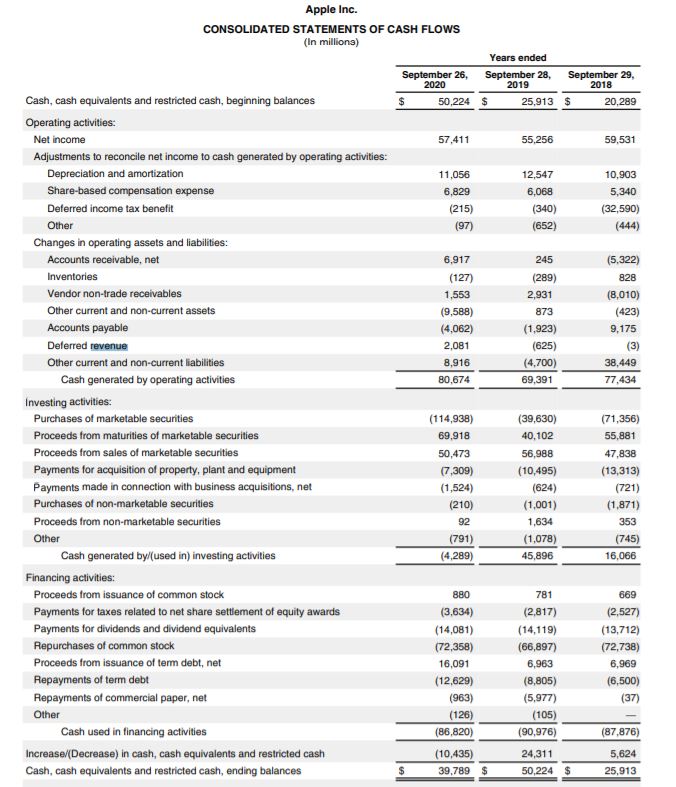 Apple Inc.
CONSOLIDATED STATEMENTS OF CASH FLOWS
(In millions)
Years ended
September 26, 2020 September 28, 2019 September 29, 2018
Cash, cash equivalents and restricted cash, beginning balances $ 50,224 $ 25,913 $ 20,289
Operating activities:
Net income 57,411 55,256 59,531
Adjustments to reconcile net income to cash generated by operating activities:
Depreciation and amortization 11,056 12,547 10,903
Share-based compensation expense 6,829 6,068 5,340
Deferred income tax benefit (215) (340) (32,590)
Other (97) (652) (444)
Changes in operating assets and liabilities:
Accounts receivable, net 6,917 245 (5,322)
Inventories (127) (289) 828
Vendor non-trade receivables 1,553 2,931 (8,010)
Other current and non-current assets (9,588) 873 (423)
Accounts payable (4,062) (1,923) 9,175
Deferred revenue 2,081 (625) (3)
Other current and non-current liabilities 8,916 (4,700) 38,449
Cash generated by operating activities 80,674 69,391 77,434
Investing activities:
Purchases of marketable securities (114,938) (39,630) (71,356)
Proceeds from maturities of marketable securities 69,918 40,102 55,881
Proceeds from sales of marketable securities 50,473 56,988 47,838
Payments for acquisition of property, plant and equipment (7,309) (10,495) (13,313)
Payments made in connection with business acquisitions, net (1,524) (624) (721)
Purchases of non-marketable securities (210) (1,001) (1,871)
Proceeds from non-marketable securities 92 1,634 353
Other (791) (1,078) (745)
Cash generated by/(used in) investing activities (4,289) 45,896 16,066
Financing activities:
Proceeds from issuance of common stock 880 781 669
Payments for taxes related to net share settlement of equity awards (3,634) (2,817) (2,527)
Payments for dividends and dividend equivalents (14,081) (14,119) (13,712)
Repurchases of common stock (72,358) (66,897) (72,738)
Proceeds from issuance of term debt, net 16,091 6,963 6,969
Repayments of term debt (12,629) (8,805) (6,500)
Repayments of commercial paper, net (963) (5,977) (37)
Other (126) (105) —
Cash used in financing activities (86,820) (90,976) (87,876)
Increase/(Decrease) in cash, cash equivalents and restricted cash (10,435) 24,311 5,624
Cash, cash equivalents and restricted cash, ending balances $ 39,789 $ 50,224 $ 25,913